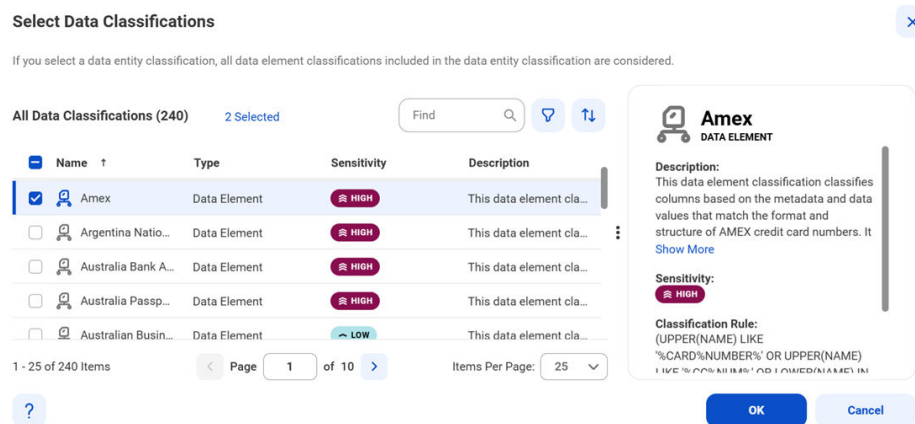 Select Data Classifications
If you select a data entity classification, all data element classifications included in the data entity classification are considered.
All Data Classifications (240) 2 Selected Find
Name ↑ Type Sensitivity Description
Amex Data Element HIGH This data element cla...
Argentina Natio... Data Element HIGH This data element cla...
Australia Bank A... Data Element HIGH This data element cla...
Australia Passp... Data Element HIGH This data element cla...
Australian Busin... Data Element LOW This data element cla...
1 - 25 of 240 Items Page 1 of 10 Items Per Page: 25
Amex
DATA ELEMENT
Description:
This data element classification classifies
columns based on the metadata and data
values that match the format and
structure of AMEX credit card numbers. It
Show More
Sensitivity:
HIGH
Classification Rule:
(UPPER(NAME) LIKE
'%CARD%NUMBER%' OR UPPER(NAME)
LIKE '%CC%NUM%' OR LOWER(NAME) IN
? OK Cancel